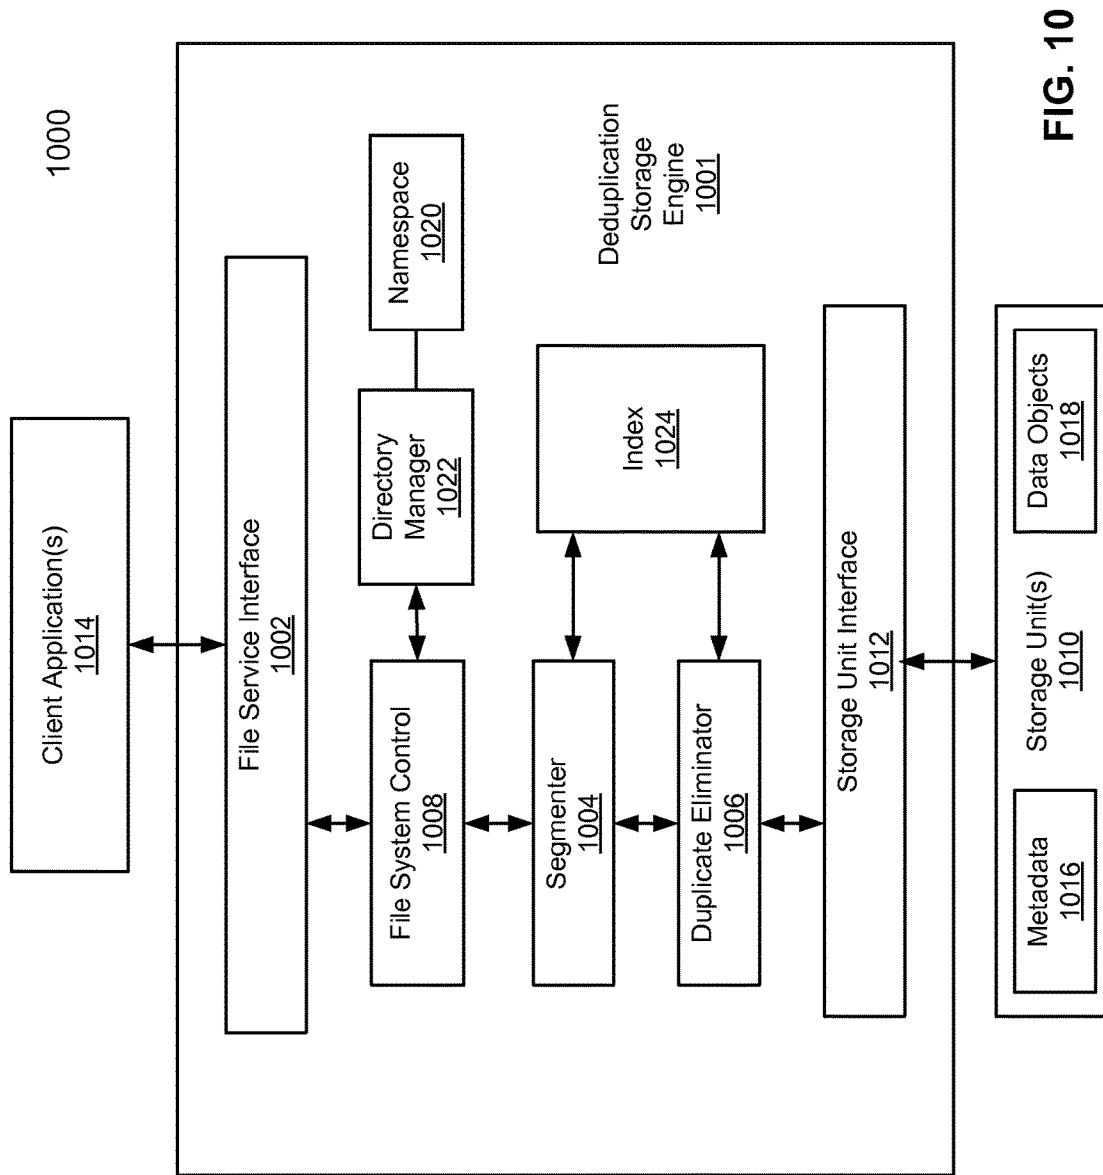 1000
Client Application(s)
1014
File Service Interface
1002
File System Control
1008
Directory
Manager
1022
Namespace
1020
Segmenter
1004
Index
1024
Duplicate Eliminator
1006
Deduplication
Storage
Engine
1001
Storage Unit Interface
1012
Metadata
1016
Storage Unit(s)
1010
Data Objects
1018
FIG. 10